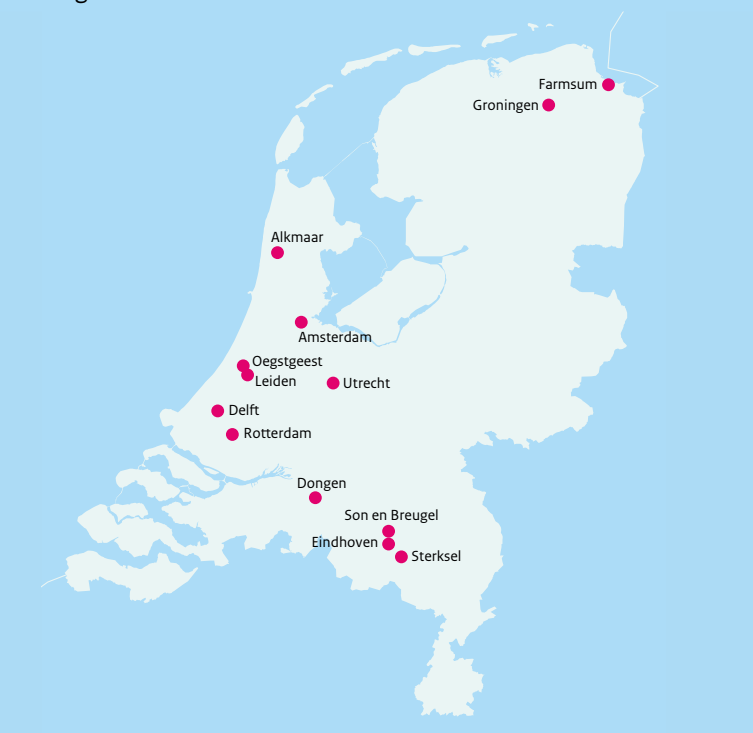 Farmsum
Groningen
Alkmaar
Amsterdam
Oegstgeest
Leiden
Utrecht
Delft
Rotterdam
Dongen
Son en Breugel
Eindhoven
Sterksel